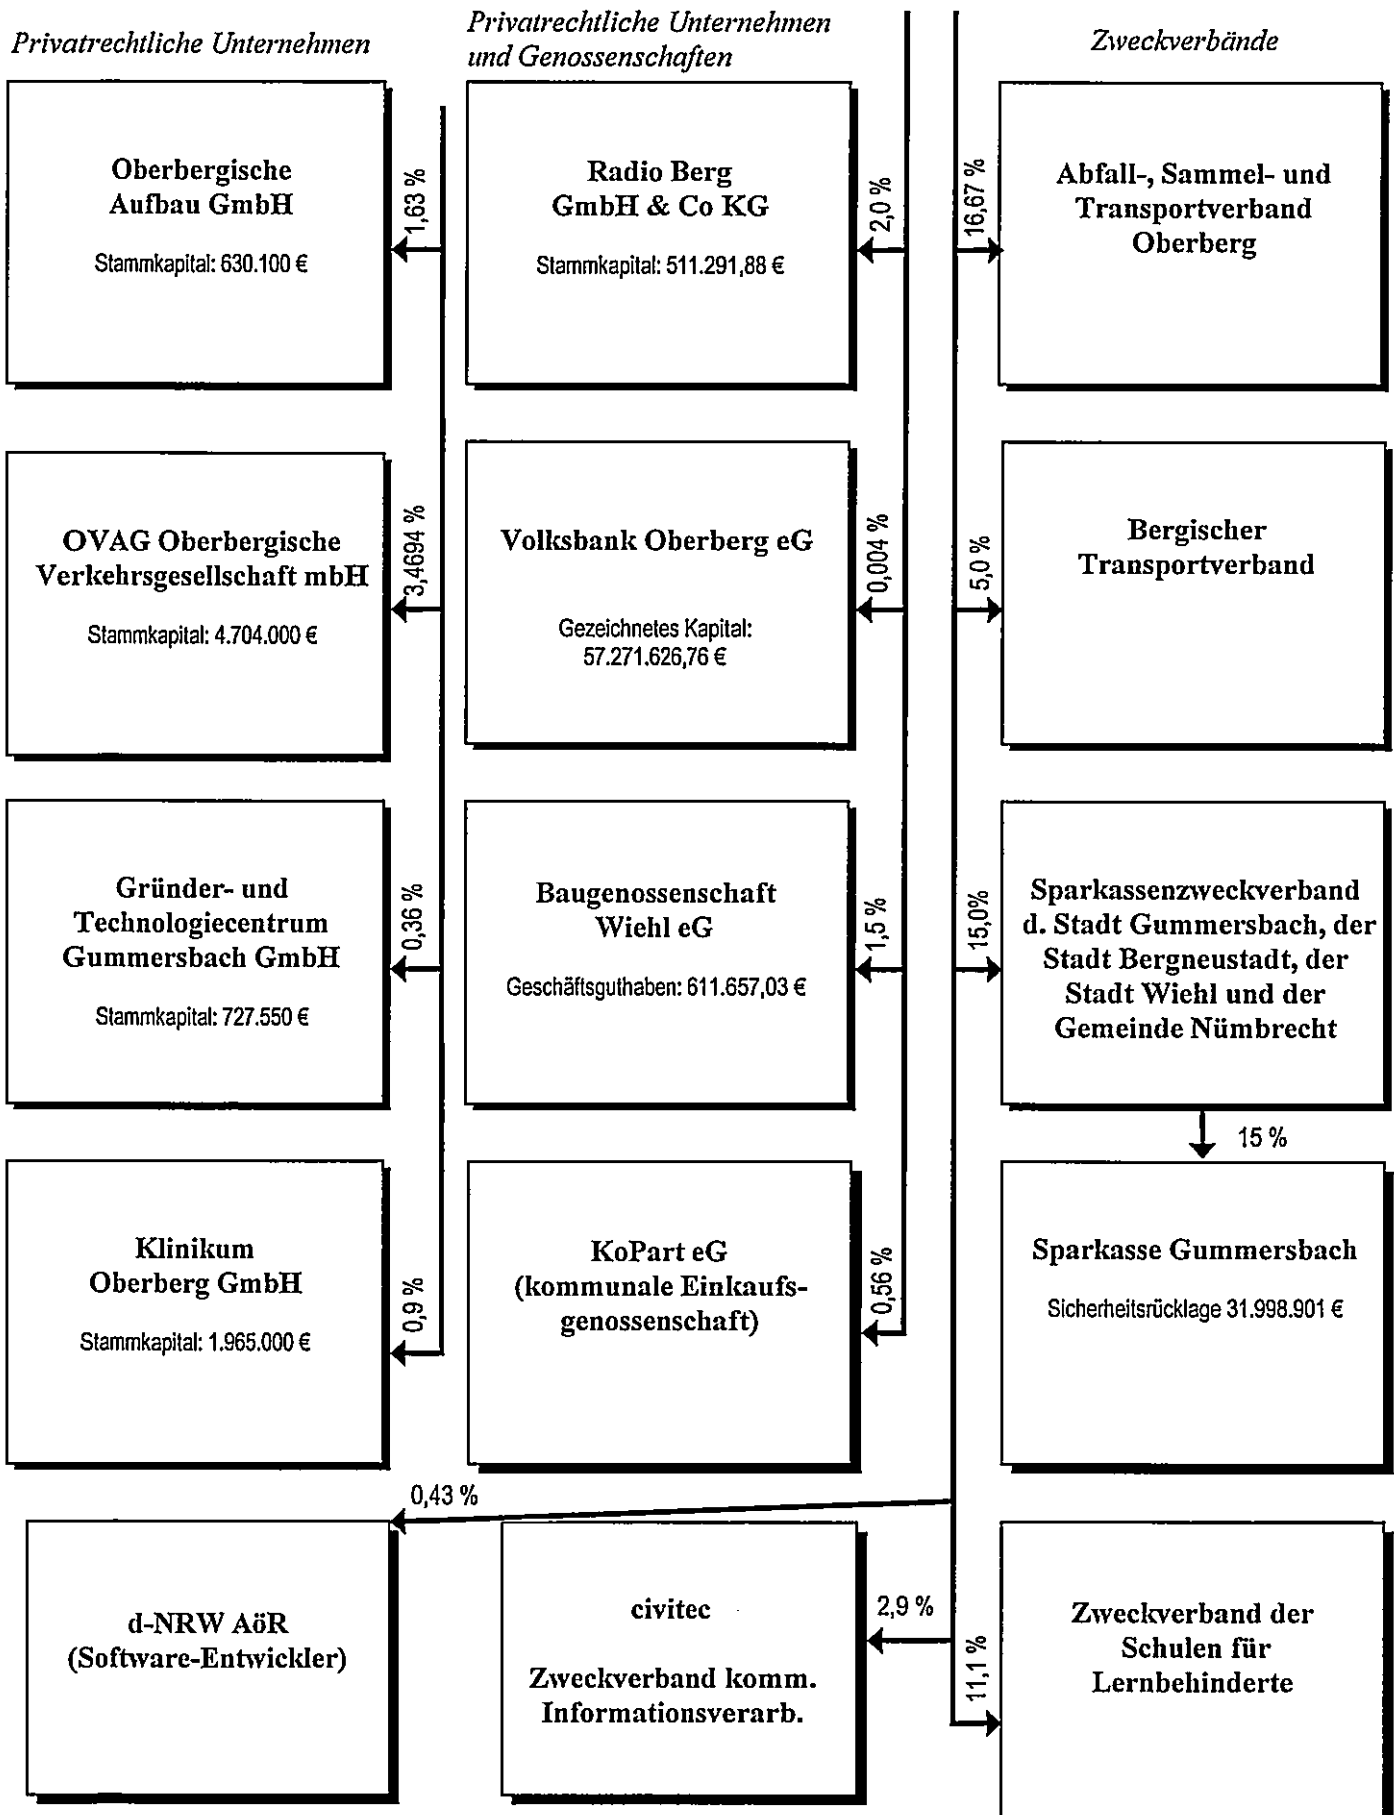 Privatrechtliche Unternehmen
Privatrechtliche Unternehmen
und Genossenschaften
Zweckverbände
Oberbergische
Aufbau GmbH
Stammkapital: 630.100 €
1,63 %
Radio Berg
GmbH & Co KG
Stammkapital: 511.291,88 €
2,0 %
16,67 %
Abfall-, Sammel- und
Transportverband
Oberberg
OVAG Oberbergische
Verkehrsgesellschaft mbH
Stammkapital: 4.704.000 €
3,4694 %
Volksbank Oberberg eG
Gezeichnetes Kapital:
57.271.626,76 €
0,004 %
5,0 %
Bergischer
Transportverband
Gründer- und
Technologiecentrum
Gummersbach GmbH
Stammkapital: 727.550 €
0,36 %
Baugenossenschaft
Wiehl eG
Geschäftsguthaben: 611.657,03 €
1,5 %
15,0%
Sparkassenzweckverband
d. Stadt Gummersbach, der
Stadt Bergneustadt, der
Stadt Wiehl und der
Gemeinde Nümbrecht
15 %
Klinikum
Oberberg GmbH
Stammkapital: 1.965.000 €
0,9 %
KoPart eG
(kommunale Einkaufs-
genossenschaft)
0,56 %
Sparkasse Gummersbach
Sicherheitsrücklage 31.998.901 €
0,43 %
d-NRW AöR
(Software-Entwickler)
civitec
Zweckverband komm.
Informationsverarb.
2,9 %
11,1 %
Zweckverband der
Schulen für
Lernbehinderte